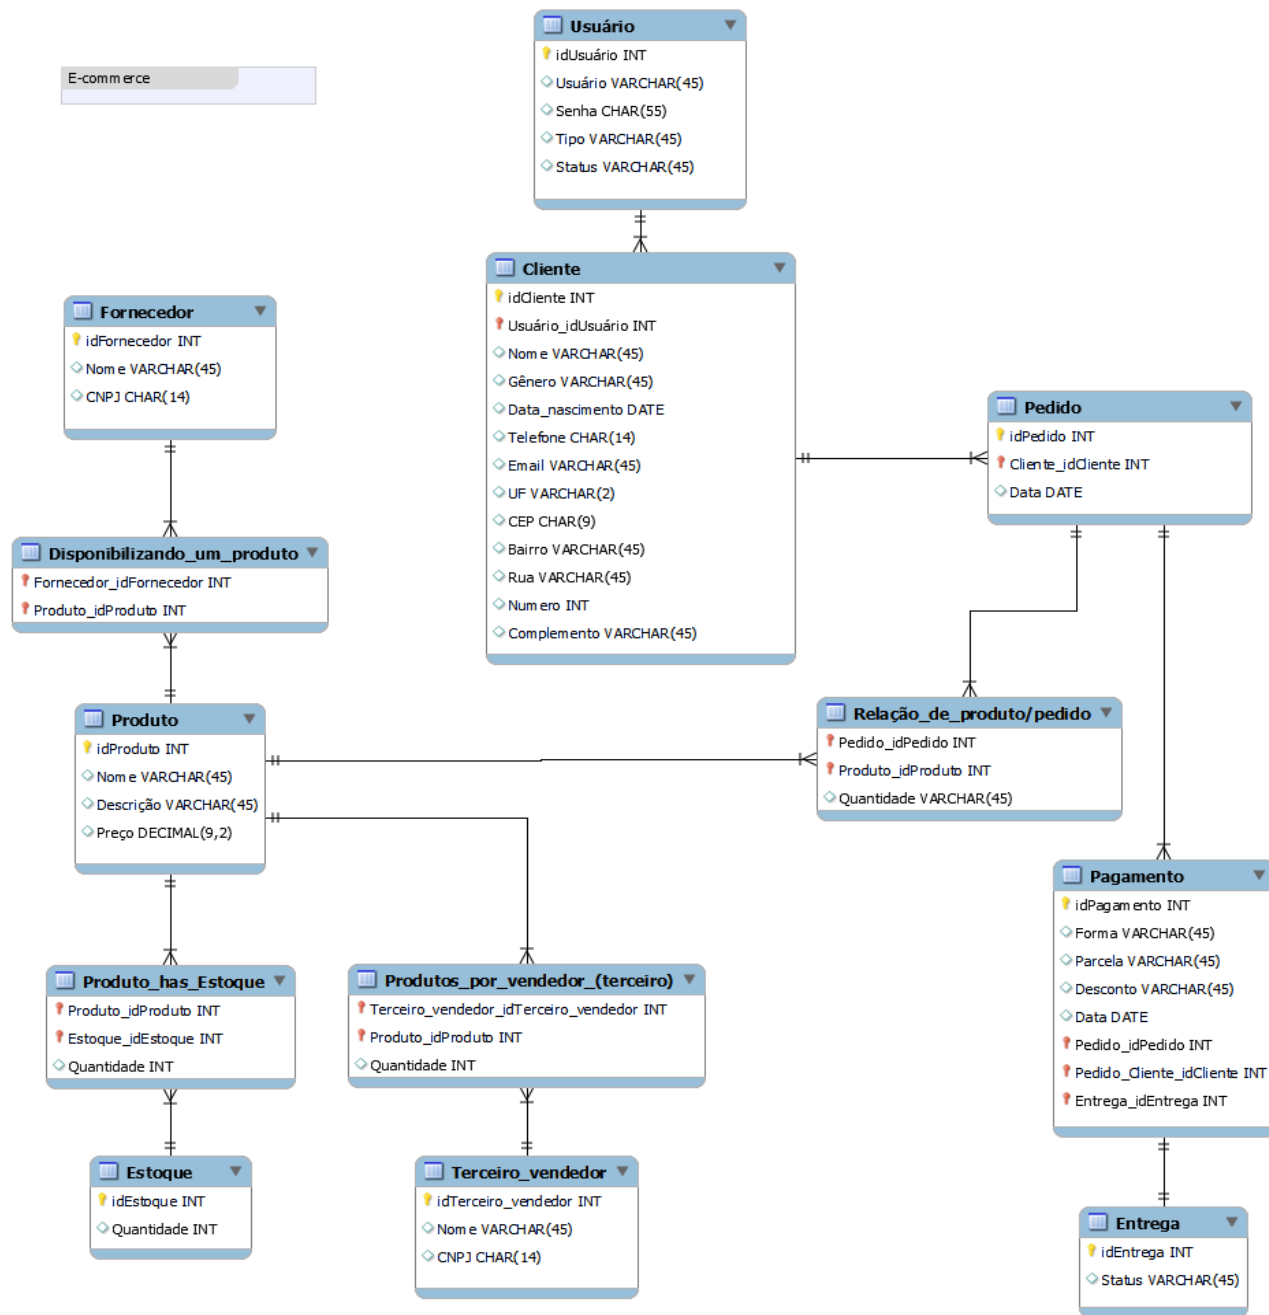 E-commerce
Usuário
idUsuário INT
Usuário VARCHAR(45)
Senha CHAR(55)
Tipo VARCHAR(45)
Status VARCHAR(45)
Cliente
idCliente INT
Usuário_idUsuário INT
Nome VARCHAR(45)
Gênero VARCHAR(45)
Data_nascimento DATE
Telefone CHAR(14)
Email VARCHAR(45)
UF VARCHAR(2)
CEP CHAR(9)
Bairro VARCHAR(45)
Rua VARCHAR(45)
Numero INT
Complemento VARCHAR(45)
Fornecedor
idFornecedor INT
Nome VARCHAR(45)
CNPJ CHAR(14)
Pedido
idPedido INT
Cliente_idCliente INT
Data DATE
Disponibilizando_um_produto
Fornecedor_idFornecedor INT
Produto_idProduto INT
Produto
idProduto INT
Nome VARCHAR(45)
Descrição VARCHAR(45)
Preço DECIMAL(9,2)
Relação_de_produto/pedido
Pedido_idPedido INT
Produto_idProduto INT
Quantidade VARCHAR(45)
Pagamento
idPagamento INT
Forma VARCHAR(45)
Parcela VARCHAR(45)
Desconto VARCHAR(45)
Data DATE
Pedido_idPedido INT
Pedido_Cliente_idCliente INT
Entrega_idEntrega INT
Produto_has_Estoque
Produto_idProduto INT
Estoque_idEstoque INT
Quantidade INT
Produtos_por_vendedor_(terceiro)
Terceiro_vendedor_idTerceiro_vendedor INT
Produto_idProduto INT
Quantidade INT
Estoque
idEstoque INT
Quantidade INT
Terceiro_vendedor
idTerceiro_vendedor INT
Nome VARCHAR(45)
CNPJ CHAR(14)
Entrega
idEntrega INT
Status VARCHAR(45)